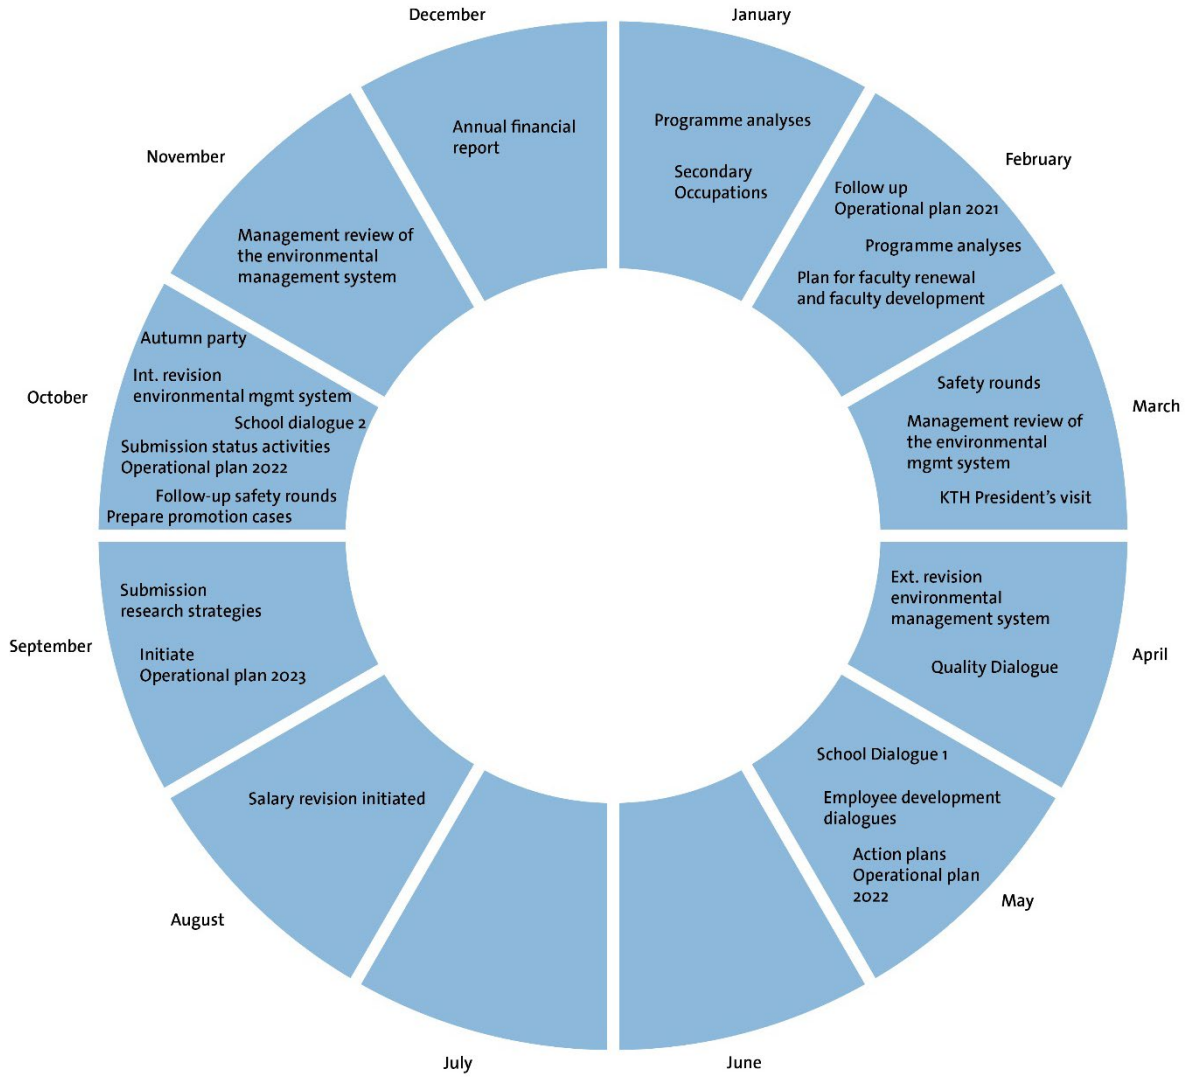 January
Programme analyses
Secondary
Occupations
February
Follow up
Operational plan 2021
Programme analyses
Plan for faculty renewal
and faculty development
March
Safety rounds
Management review of
the environmental
mgmt system
KTH President’s visit
April
Ext. revision
environmental
management system
Quality Dialogue
May
School Dialogue 1
Employee development
dialogues
Action plans
Operational plan
2022
June
July
August
Salary revision initiated
September
Submission
research strategies
Initiate
Operational plan 2023
October
Autumn party
Int. revision
environmental mgmt system
School dialogue 2
Submission status activities
Operational plan 2022
Follow-up safety rounds
Prepare promotion cases
November
Management review of
the environmental
management system
December
Annual financial
report